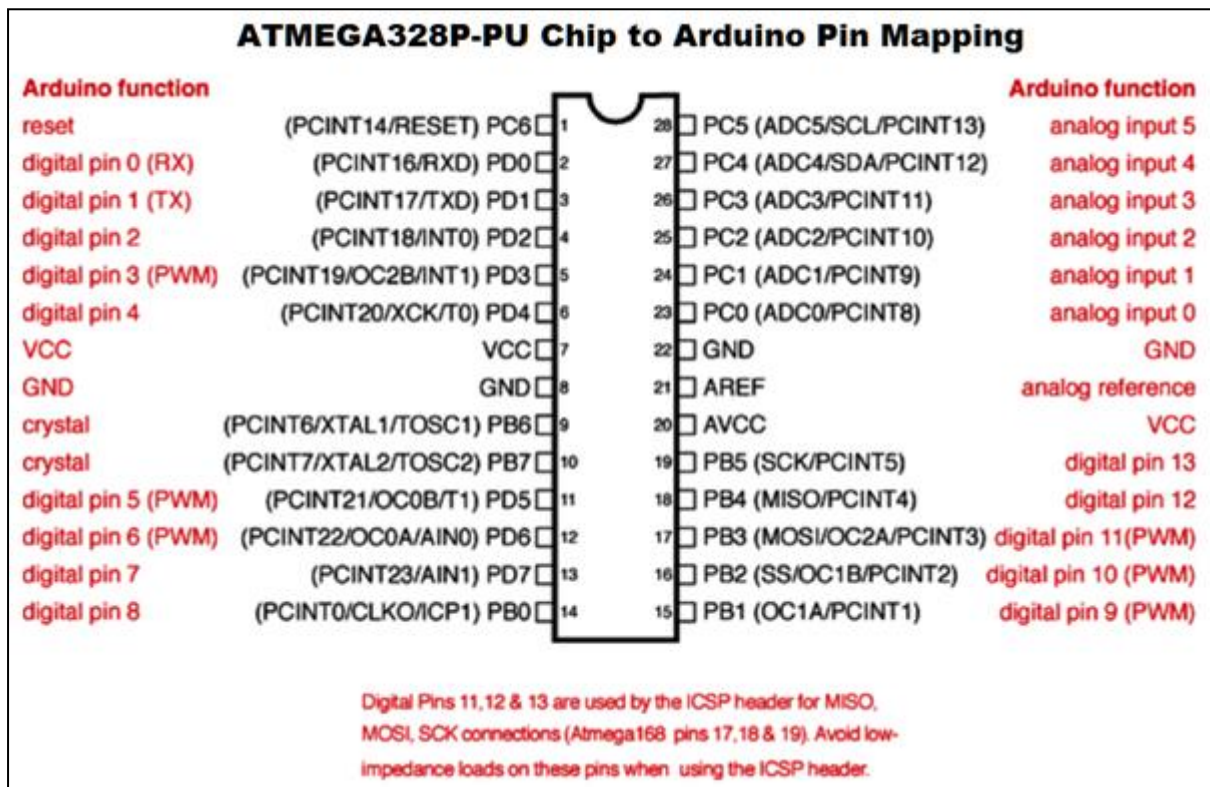 ATMEGA328P-PU Chip to Arduino Pin Mapping
Arduino function Arduino function
reset (PCINT14/RESET) PC6 1 28 PC5 (ADC5/SCL/PCINT13) analog input 5
digital pin 0 (RX) (PCINT16/RXD) PD0 2 27 PC4 (ADC4/SDA/PCINT12) analog input 4
digital pin 1 (TX) (PCINT17/TXD) PD1 3 26 PC3 (ADC3/PCINT11) analog input 3
digital pin 2 (PCINT18/INT0) PD2 4 25 PC2 (ADC2/PCINT10) analog input 2
digital pin 3 (PWM) (PCINT19/OC2B/INT1) PD3 5 24 PC1 (ADC1/PCINT9) analog input 1
digital pin 4 (PCINT20/XCK/T0) PD4 6 23 PC0 (ADC0/PCINT8) analog input 0
VCC VCC 7 22 GND GND
GND GND 8 21 AREF analog reference
crystal (PCINT6/XTAL1/TOSC1) PB6 9 20 AVCC VCC
crystal (PCINT7/XTAL2/TOSC2) PB7 10 19 PB5 (SCK/PCINT5) digital pin 13
digital pin 5 (PWM) (PCINT21/OC0B/T1) PD5 11 18 PB4 (MISO/PCINT4) digital pin 12
digital pin 6 (PWM) (PCINT22/OC0A/AIN0) PD6 12 17 PB3 (MOSI/OC2A/PCINT3) digital pin 11(PWM)
digital pin 7 (PCINT23/AIN1) PD7 13 16 PB2 (SS/OC1B/PCINT2) digital pin 10 (PWM)
digital pin 8 (PCINT0/CLKO/ICP1) PB0 14 15 PB1 (OC1A/PCINT1) digital pin 9 (PWM)
Digital Pins 11,12 & 13 are used by the ICSP header for MISO,
MOSI, SCK connections (Atmega168 pins 17,18 & 19). Avoid low-
impedance loads on these pins when using the ICSP header.